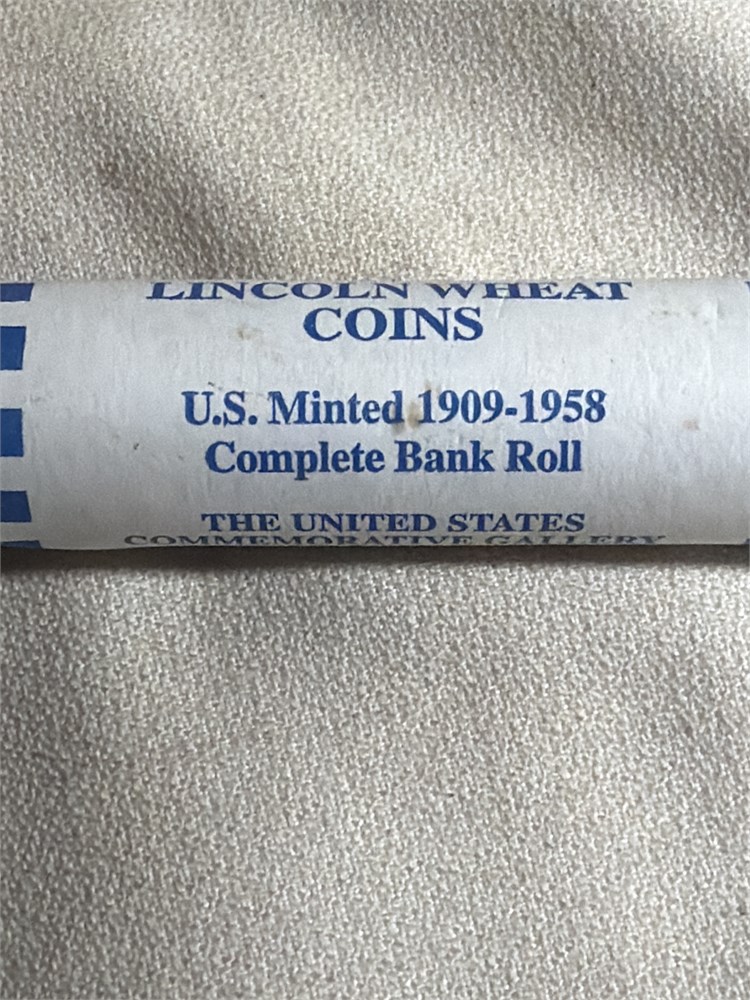 LINCOLN WHEAT
COINS
U.S. Minted 1909-1958
Complete Bank Roll
THE UNITED STATES
COMMEMORATIVE GALLERY